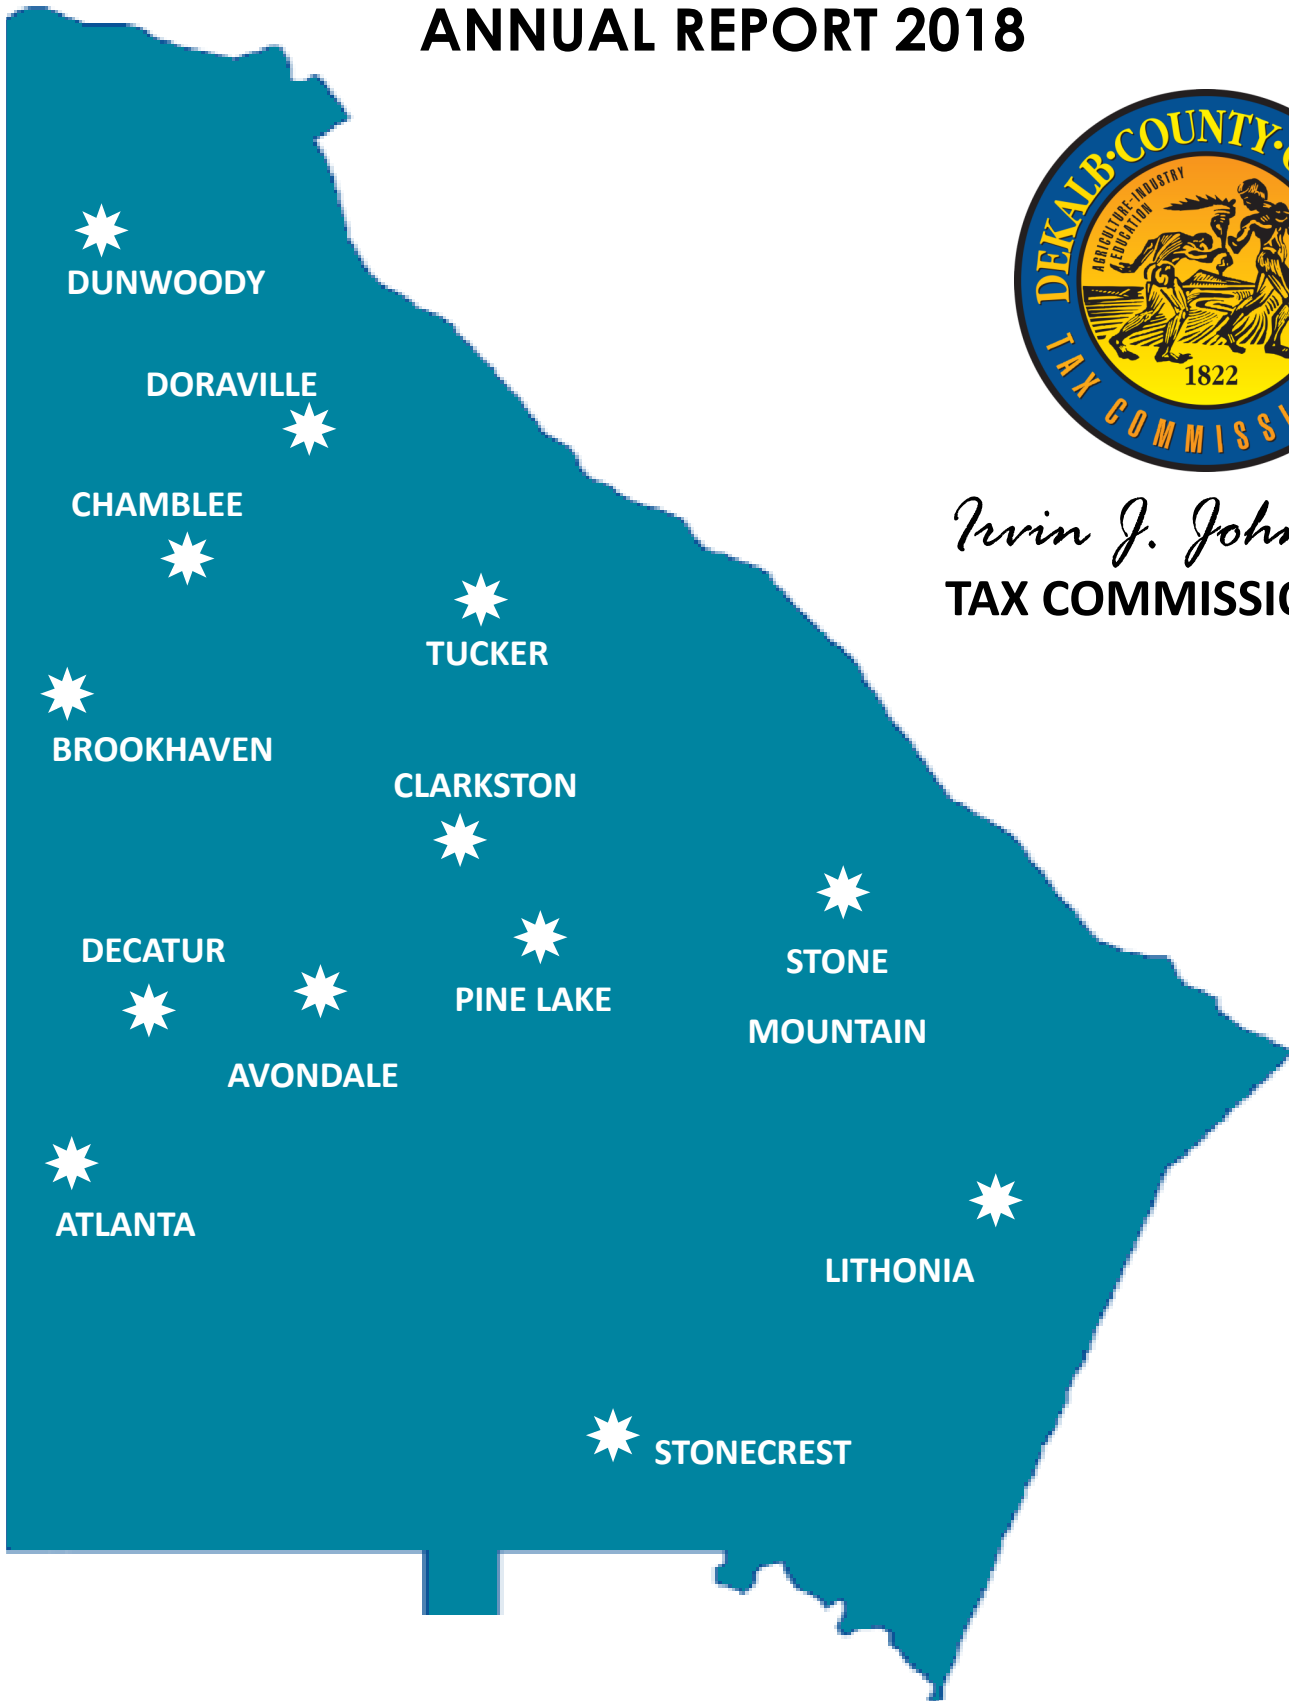 ANNUAL REPORT 2018
DEKALB·COUNTY·
AGRICULTURE-INDUSTRY
EDUCATION
1822
TAX
Irvin J.
TAX
DUNWOODY
DORAVILLE
CHAMBLEE
TUCKER
BROOKHAVEN
CLARKSTON
DECATUR
PINE LAKE
STONE
MOUNTAIN
AVONDALE
ATLANTA
LITHONIA
STONECREST